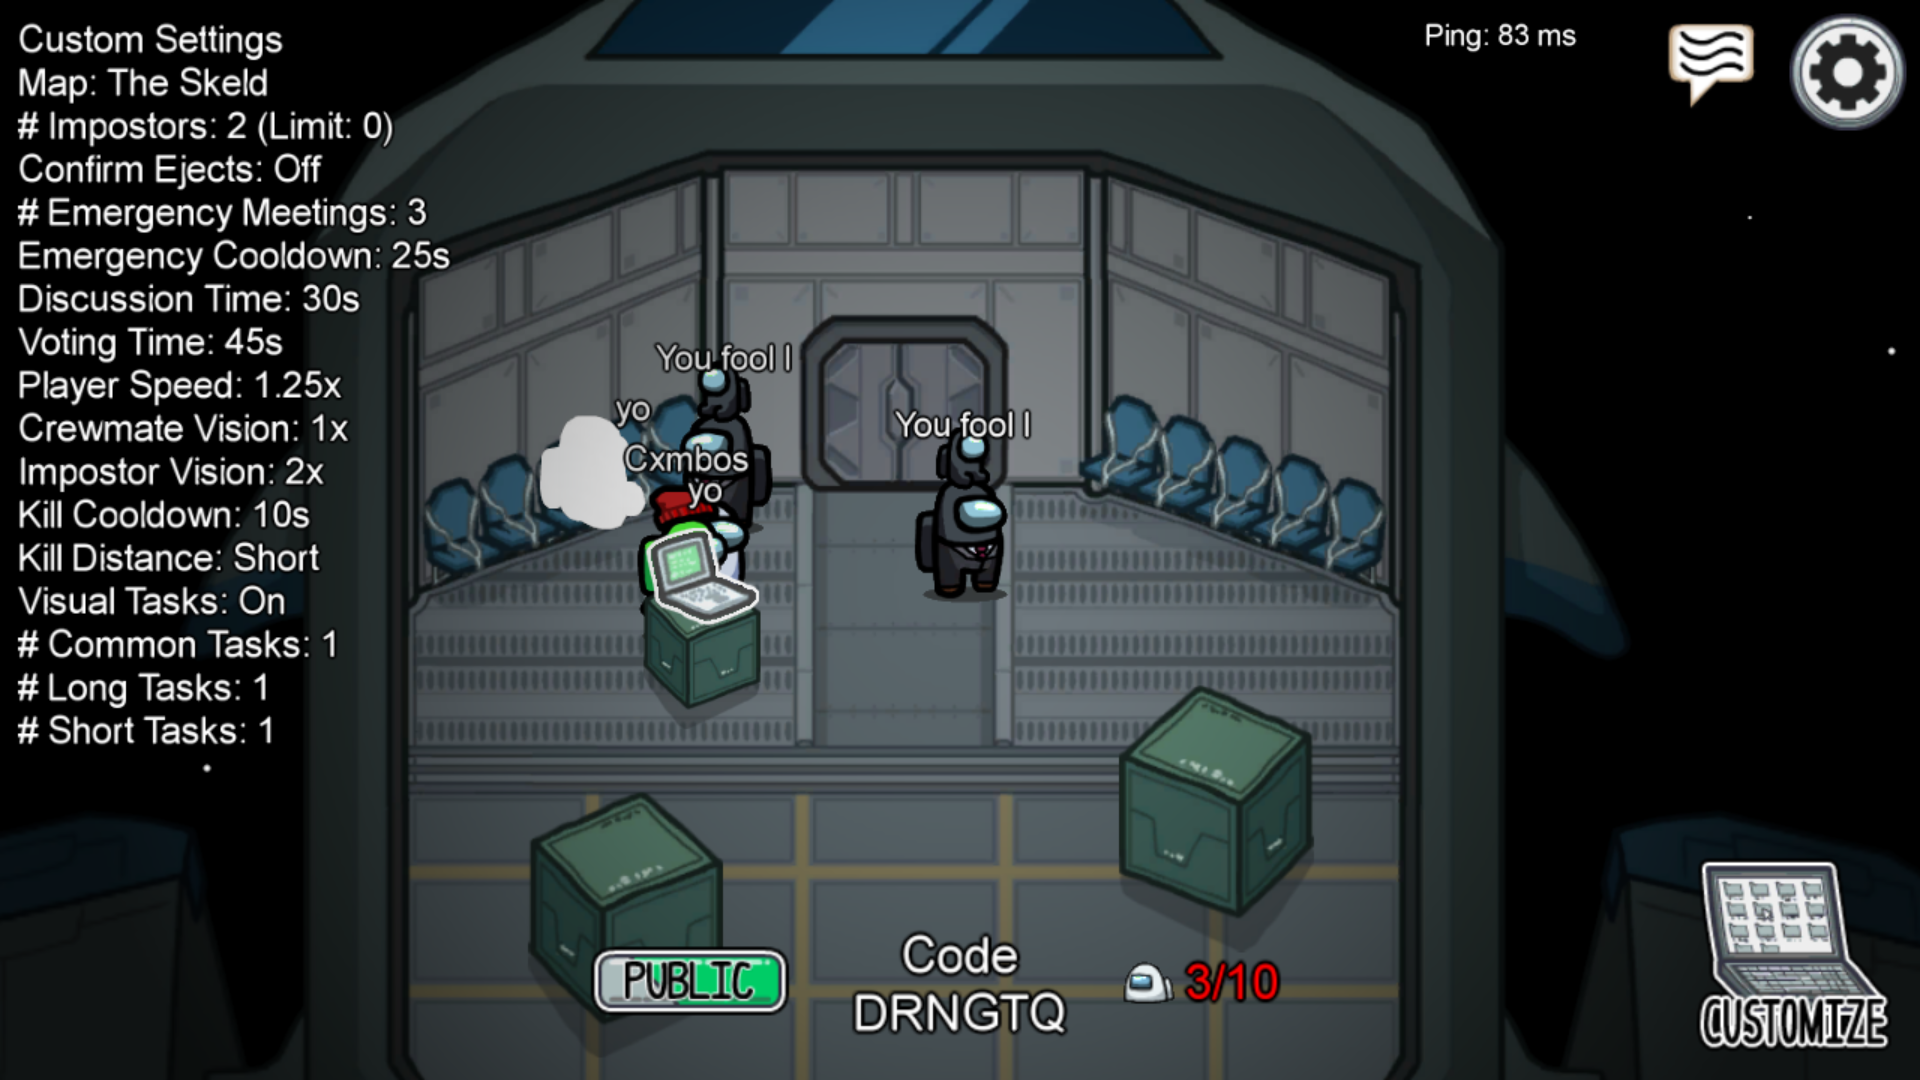 Custom Settings
Map: The Skeld
# Impostors: 2 (Limit: 0)
Confirm Ejects: Off
# Emergency Meetings: 3
Emergency Cooldown: 25s
Discussion Time: 30s
Voting Time: 45s
Player Speed: 1.25x
Crewmate Vision: 1x
Impostor Vision: 2x
Kill Cooldown: 10s
Kill Distance: Short
Visual Tasks: On
# Common Tasks: 1
# Long Tasks: 1
# Short Tasks: 1
Ping: 83 ms
You fool I
yo
Cxmbos
yo
You fool I
PUBLIC
Code
DRNGTQ
3/10
CUSTOMIZE